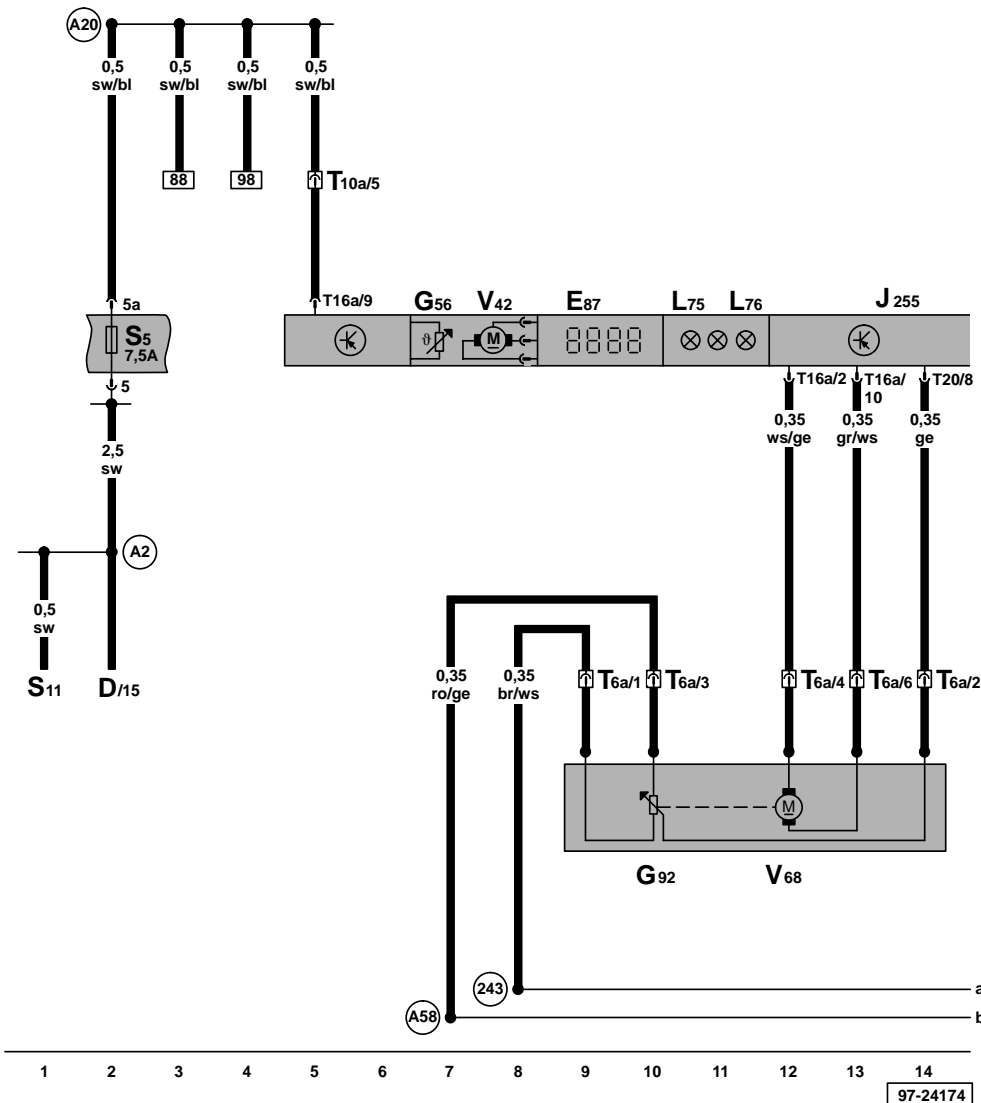 A20
0,5 0,5 0,5 0,5
sw/bl sw/bl sw/bl sw/bl
88 98 T10a/5
5a T16a/9 G56 V42 E87 L75 L76 J255
S5
7,5A
ϑ M
5 T16a/2 T16a/10 T20/8
0,35 0,35 0,35
ws/ge gr/ws ge
2,5
sw
A2
0,5
sw
S11 D/15
0,35 0,35
ro/ge br/ws
T6a/1 T6a/3 T6a/4 T6a/6 T6a/2
M
G92 V68
243 a
A58 b
1 2 3 4 5 6 7 8 9 10 11 12 13 14
97-24174